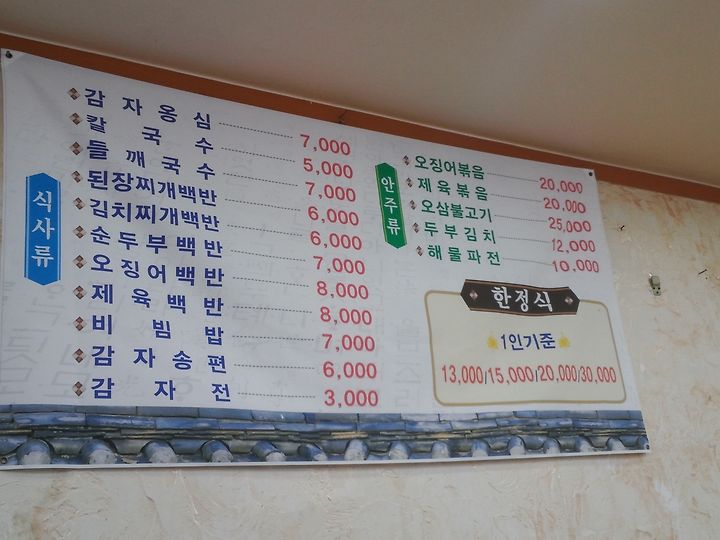 식사류
감자옹심 7,000
칼국수 5,000
들깨국수 7,000
된장찌개백반 6,000
김치찌개백반 6,000
순두부백반 7,000
오징어백반 8,000
제육백반 8,000
비빔밥 7,000
감자송편 6,000
감자전 3,000
안주류
오징어볶음 20,000
제육볶음 20,000
오삼불고기 25,000
두부김치 12,000
해물파전 10,000
한정식
1인기준
13,000/15,000/20,000/30,000